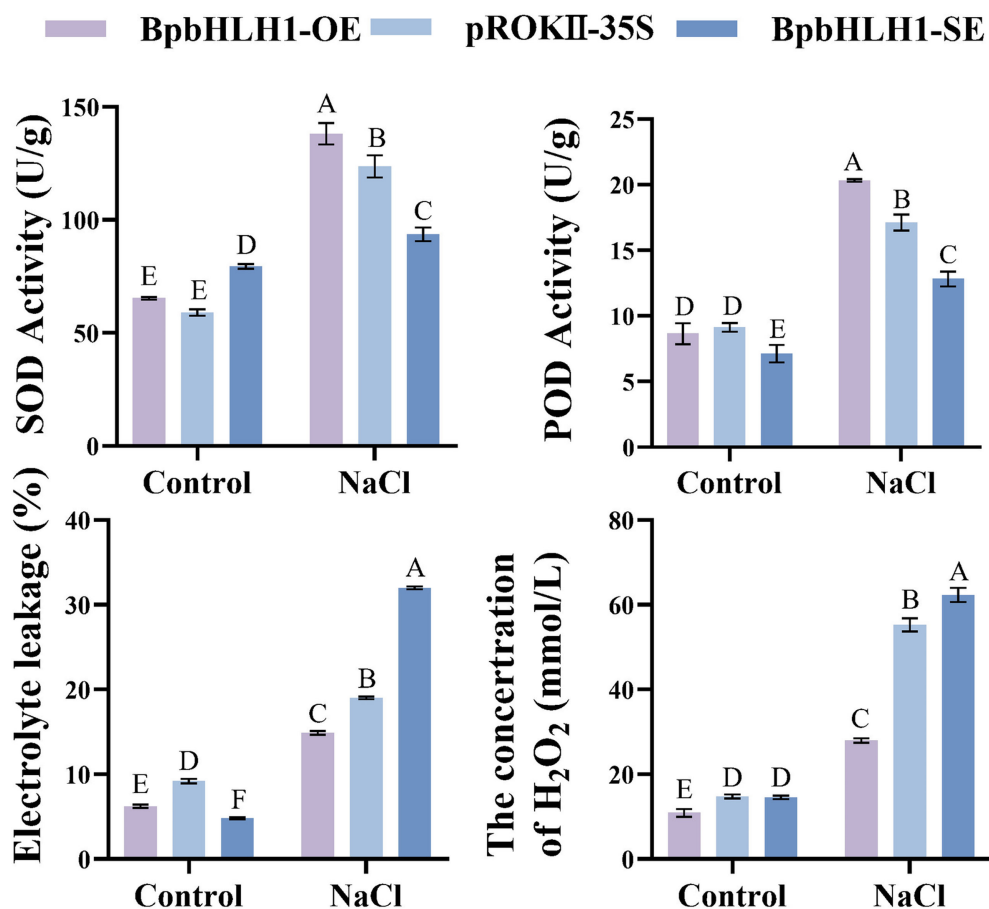 BpbHLH1-OE pROKⅡ-35S BpbHLH1-SE
SOD Activity (U/g)
150
100
50
0
E E D A B C
Control NaCl
POD Activity (U/g)
25
20
15
10
5
0
D D E A B C
Control NaCl
Electrolyte leakage (%)
40
30
20
10
0
E D F C B A
Control NaCl
The concertration
of H₂O₂ (mmol/L)
80
60
40
20
0
E D D C B A
Control NaCl